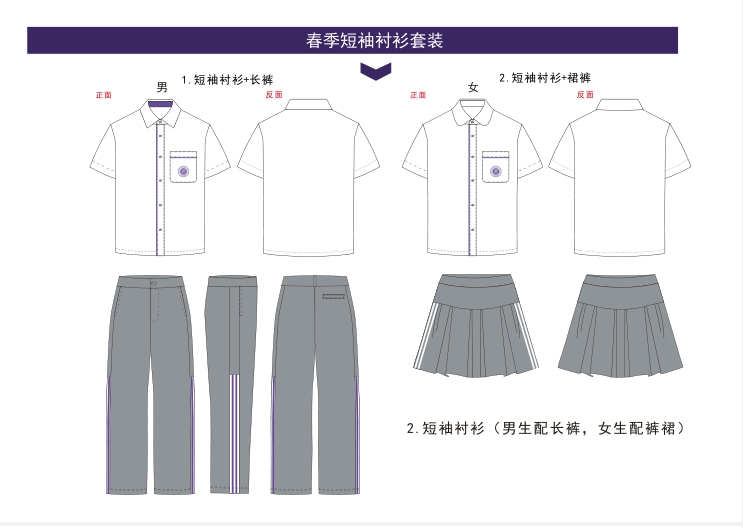 春季短袖衬衫套装
男
1.短袖衬衫+长裤
女
2.短袖衬衫+裙裤
正面
反面
正面
反面
2.短袖衬衫（男生配长裤，女生配裤裙）